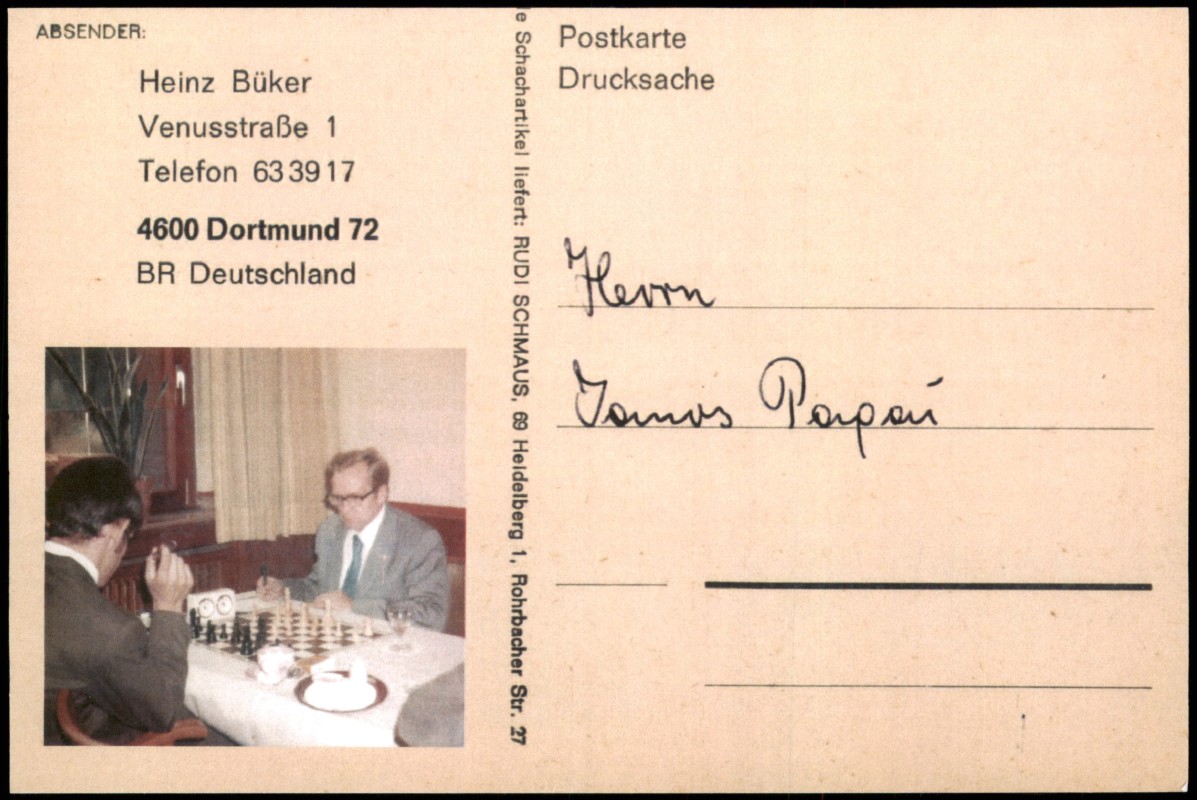 ABSENDER:
Heinz Büker
Venusstraße 1
Telefon 633917
4600 Dortmund 72
BR Deutschland
e Schachartikel liefert: RUDI SCHMAUS, 69 Heidelberg 1, Rohrbacher Str. 27
Postkarte
Drucksache
Herrn
Janos